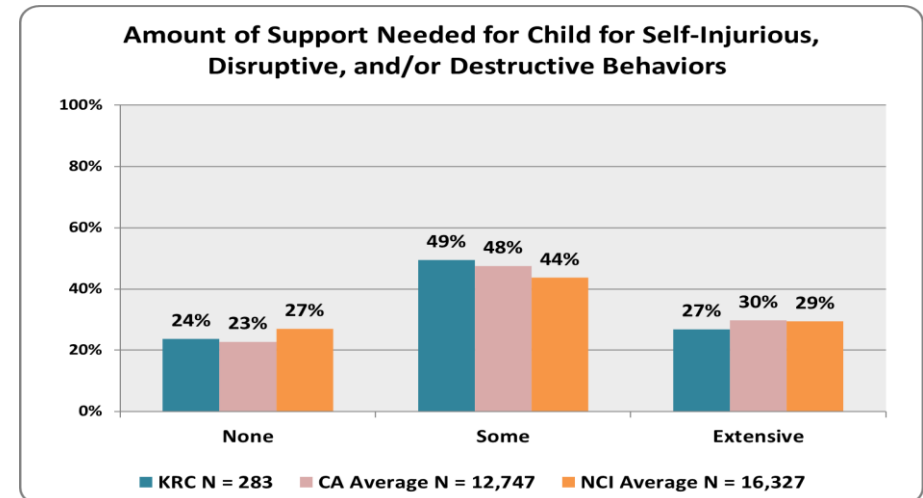 Amount of Support Needed for Child for Self-Injurious,
Disruptive, and/or Destructive Behaviors
100%
80%
60%
40%
20%
0%
24%
23%
27%
49%
48%
44%
27%
30%
29%
None
Some
Extensive
KRC N = 283
CA Average N = 12,747
NCI Average N = 16,327